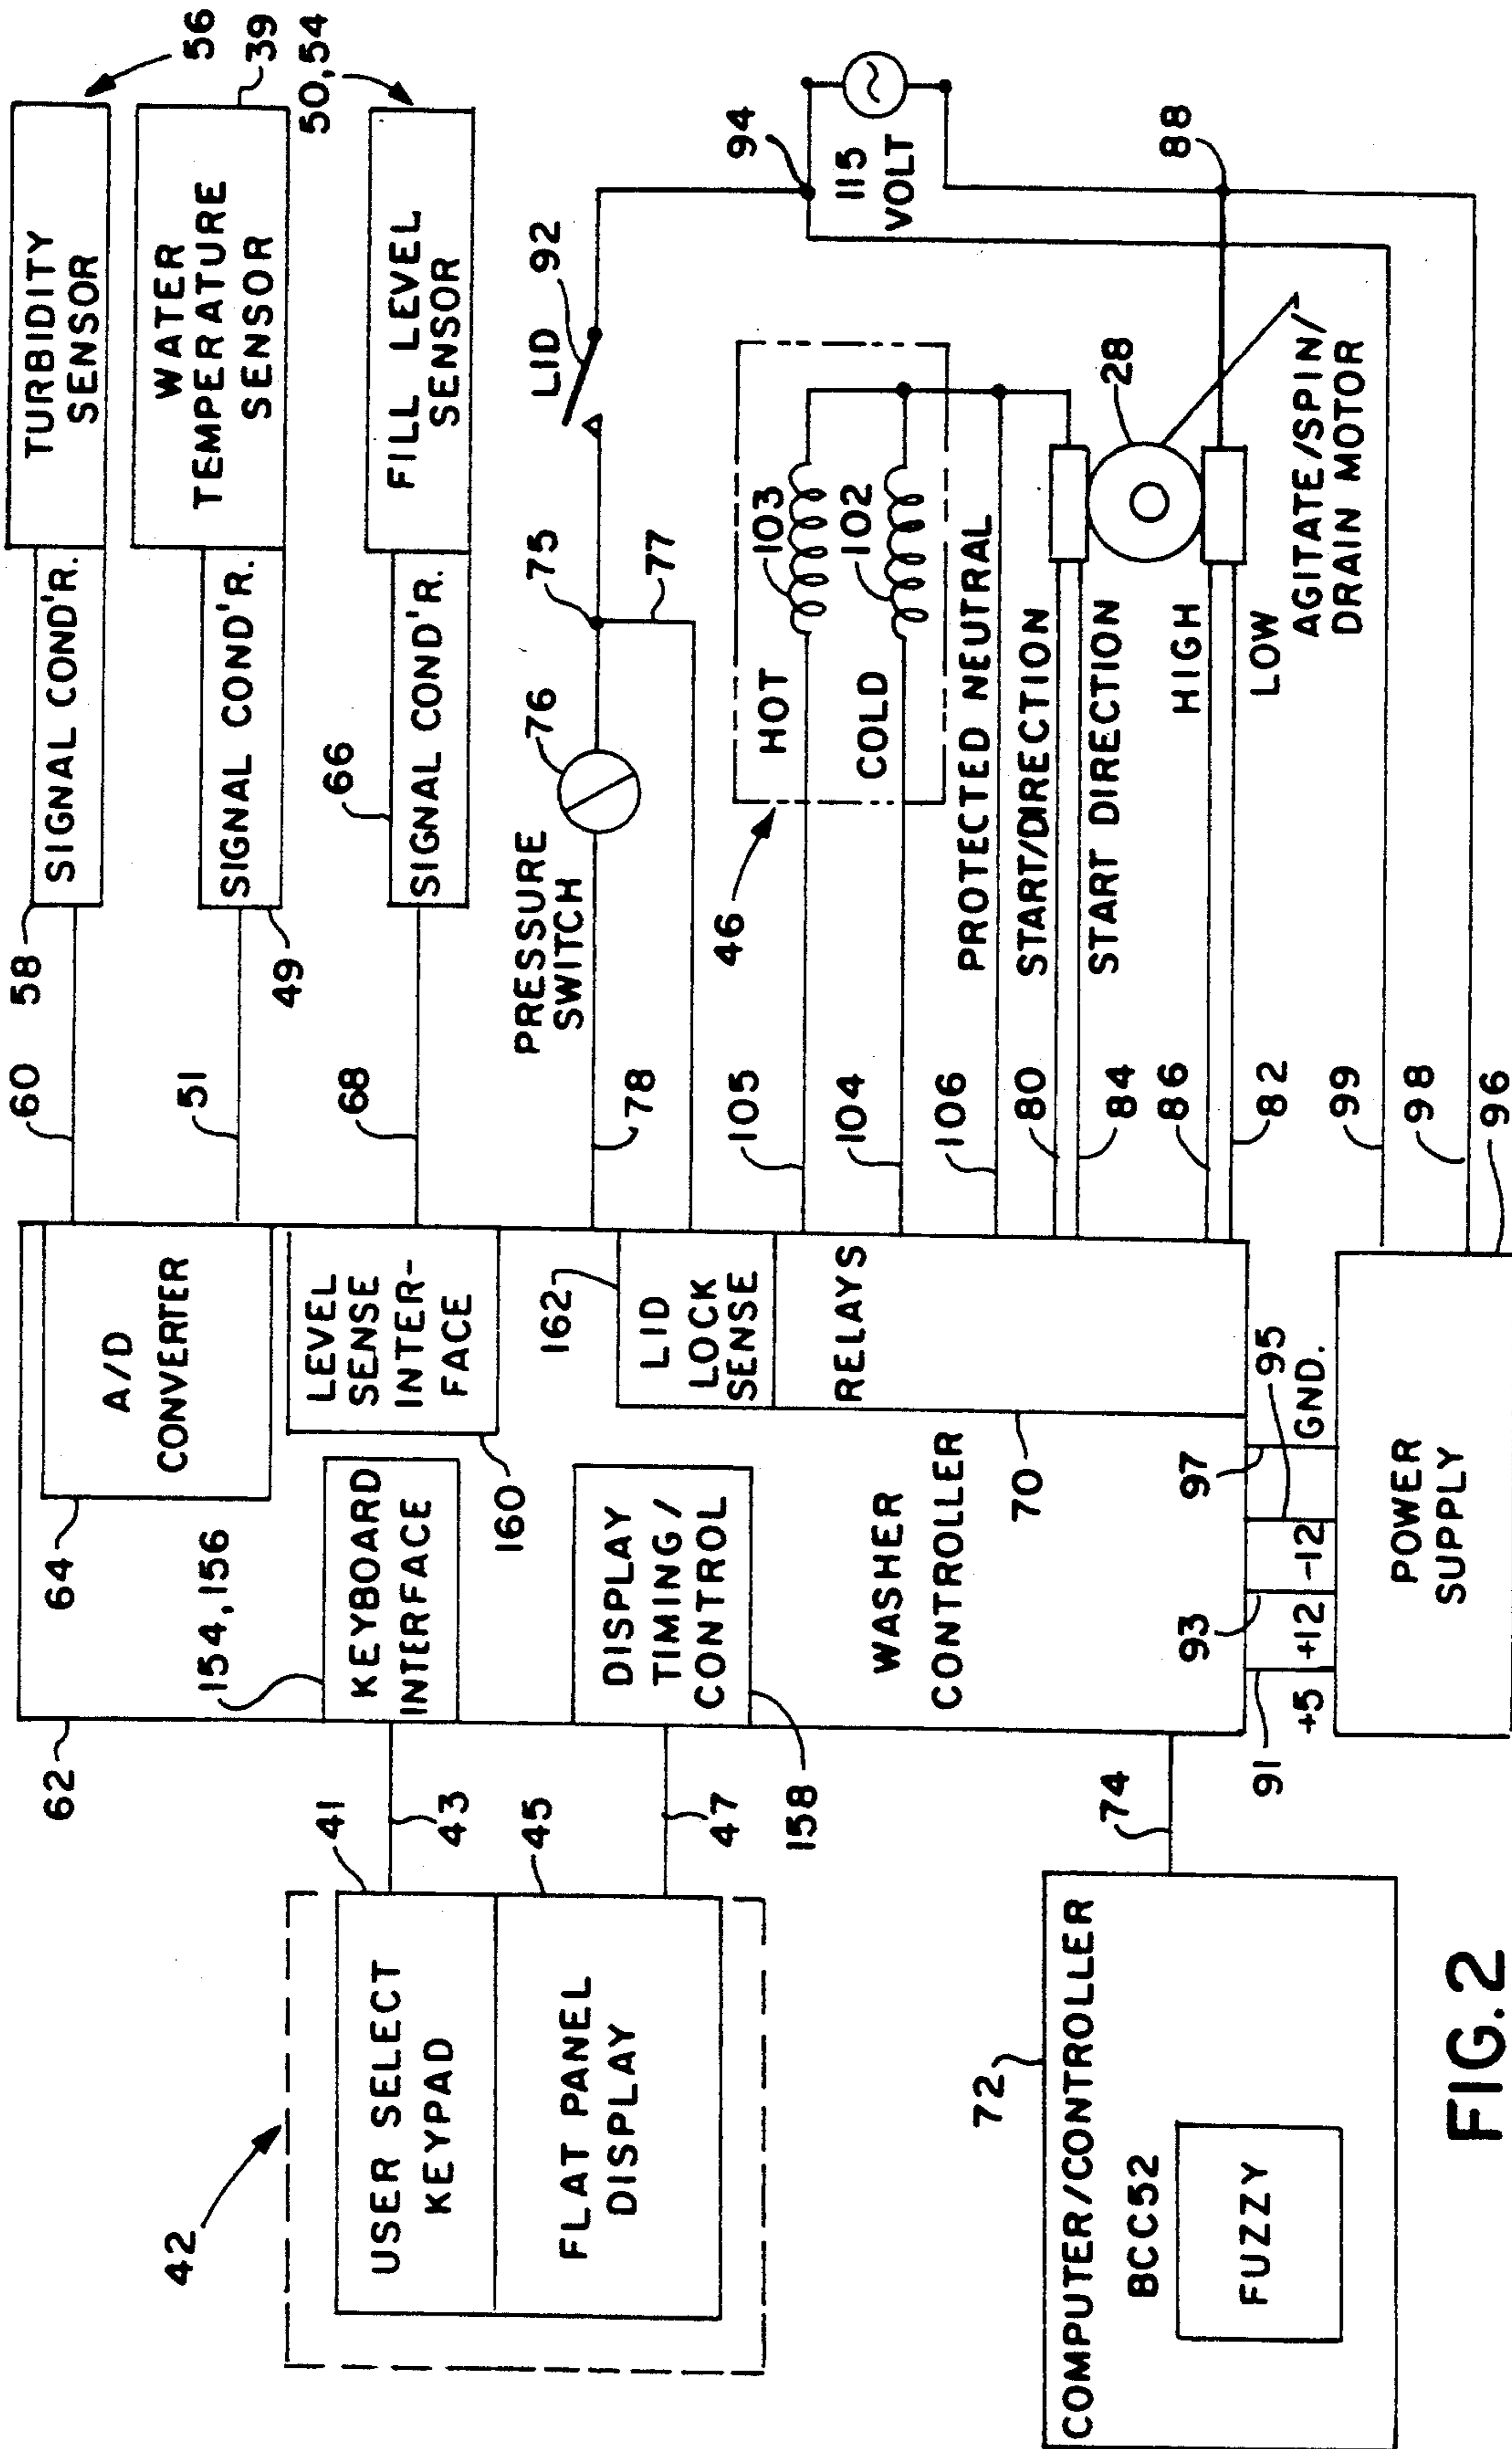 TURBIDITY
SENSOR
56
SIGNAL COND'R.
58
60
WATER
TEMPERATURE
SENSOR
39
SIGNAL COND'R.
49
51
50,54
FILL LEVEL
SENSOR
SIGNAL COND'R.
66
68
62
64
A/D
CONVERTER
154,156
KEYBOARD
INTERFACE
LEVEL
SENSE
INTER-
FACE
160
DISPLAY
TIMING/
CONTROL
158
162
LID
LOCK
SENSE
RELAYS
70
WASHER
CONTROLLER
42
41
43
USER SELECT
KEYPAD
45
47
FLAT PANEL
DISPLAY
PRESSURE
SWITCH
76
75
77
78
LID
92
94
115
VOLT
88
46
HOT
103
COLD
102
105
104
106
PROTECTED NEUTRAL
80
START/DIRECTION
84
START DIRECTION
28
86
HIGH
82
LOW
AGITATE/SPIN/
DRAIN MOTOR
99
98
96
72
74
COMPUTER/CONTROLLER
BCC52
FUZZY
91
93
97
95
+5
+12
-12
GND.
POWER
SUPPLY
FIG. 2